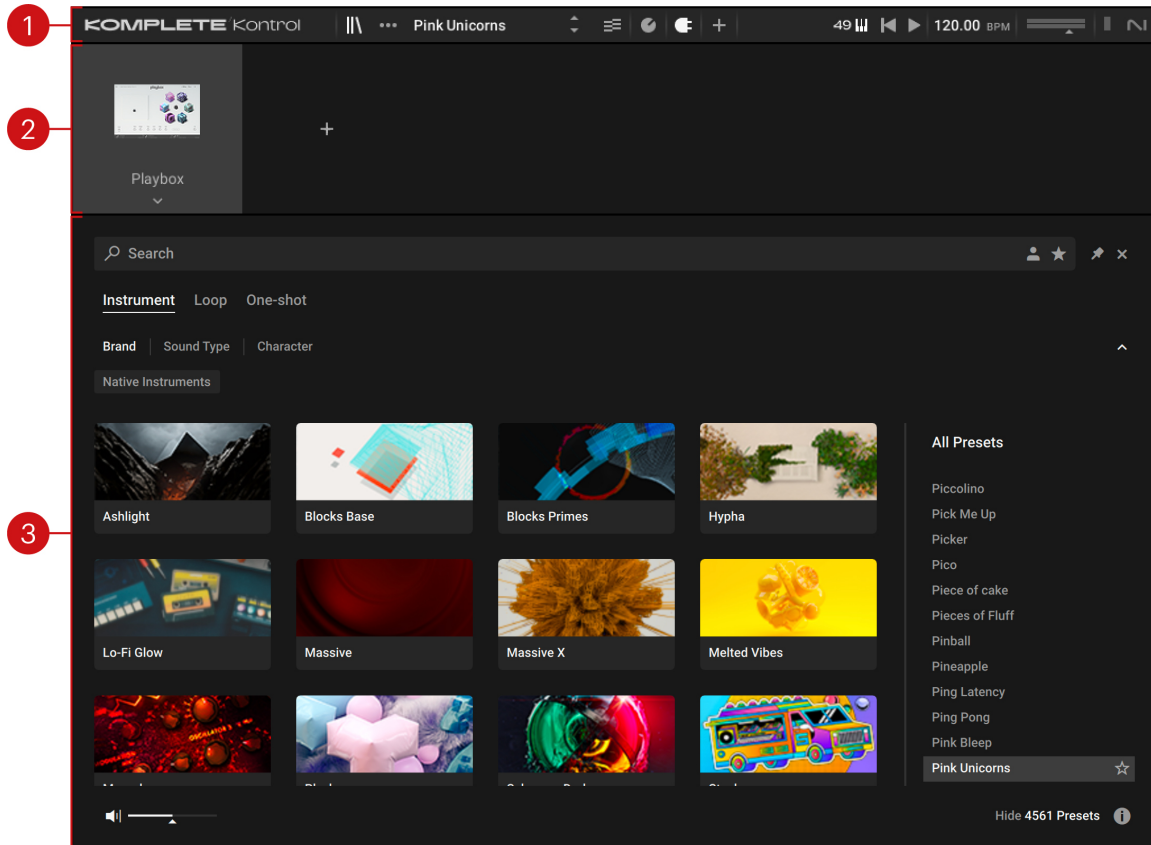 1
KOMPLETE KONTROL
Pink Unicorns
49
120.00 BPM
2
Playbox
3
Search
Instrument Loop One-shot
Brand Sound Type Character
Native Instruments
All Presets
Ashlight Blocks Base Blocks Primes Hypha
Lo-Fi Glow Massive Massive X Melted Vibes
Piccolino
Pick Me Up
Picker
Pico
Piece of cake
Pieces of Fluff
Pinball
Pineapple
Ping Latency
Ping Pong
Pink Bleep
Pink Unicorns
Hide 4561 Presets